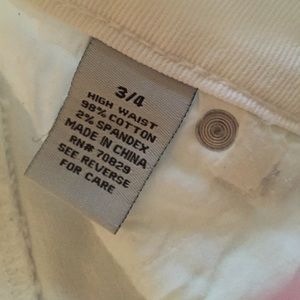 3/4
HIGH WAIST
98% COTTON
2% SPANDEX
MADE IN CHINA
RN# 70829
SEE REVERSE
FOR CARE